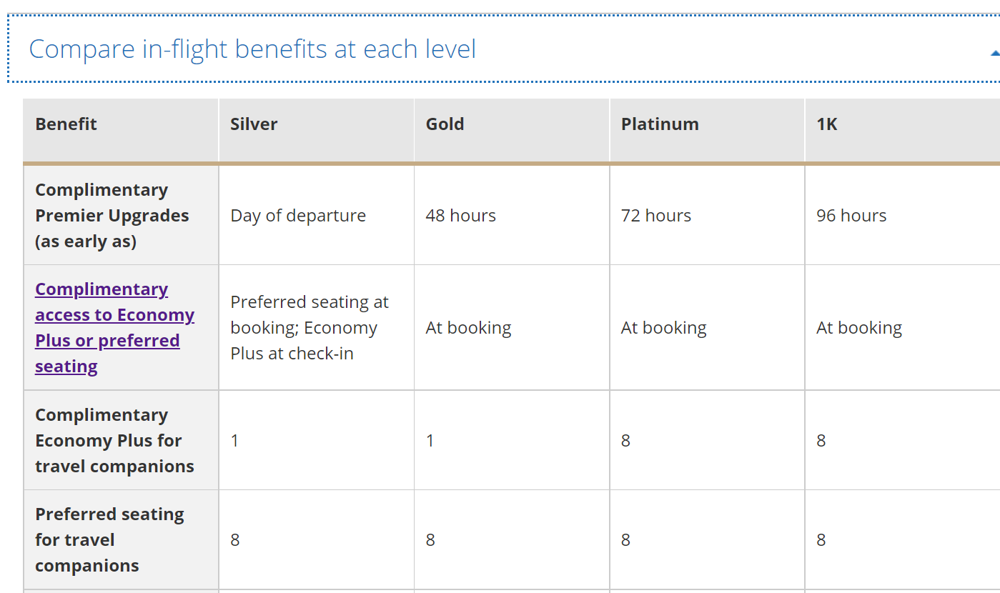 Compare in-flight benefits at each level
Benefit
Silver
Gold
Platinum
1K
Complimentary
Premier Upgrades
(as early as)
Day of departure
48 hours
72 hours
96 hours
Complimentary
access to Economy
Plus or preferred
seating
Preferred seating at
booking; Economy
Plus at check-in
At booking
At booking
At booking
Complimentary
Economy Plus for
travel companions
1
1
8
8
Preferred seating
for travel
companions
8
8
8
8